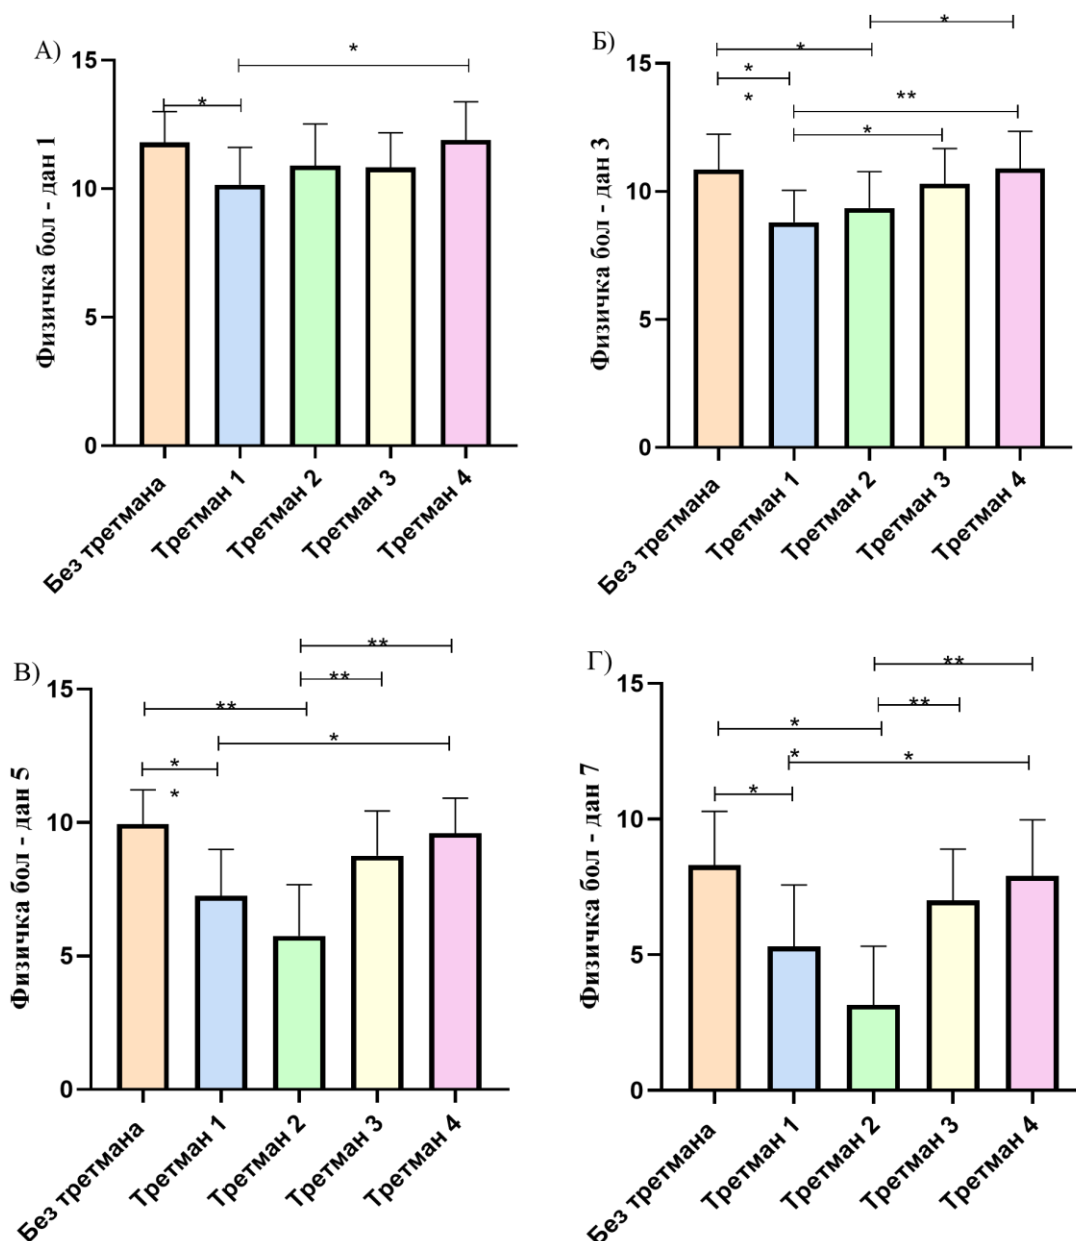 А)
Физичка бол - дан 1
15
10
5
0
*
*
Без третмана
Третман 1
Третман 2
Третман 3
Третман 4
Б)
Физичка бол - дан 3
15
10
5
0
*
*
*
*
**
*
Без третмана
Третман 1
Третман 2
Третман 3
Третман 4
В)
Физичка бол - дан 5
15
10
5
0
**
**
**
*
*
*
Без третмана
Третман 1
Третман 2
Третман 3
Третман 4
Г)
Физичка бол - дан 7
15
10
5
0
**
**
*
*
*
*
Без третмана
Третман 1
Третман 2
Третман 3
Третман 4